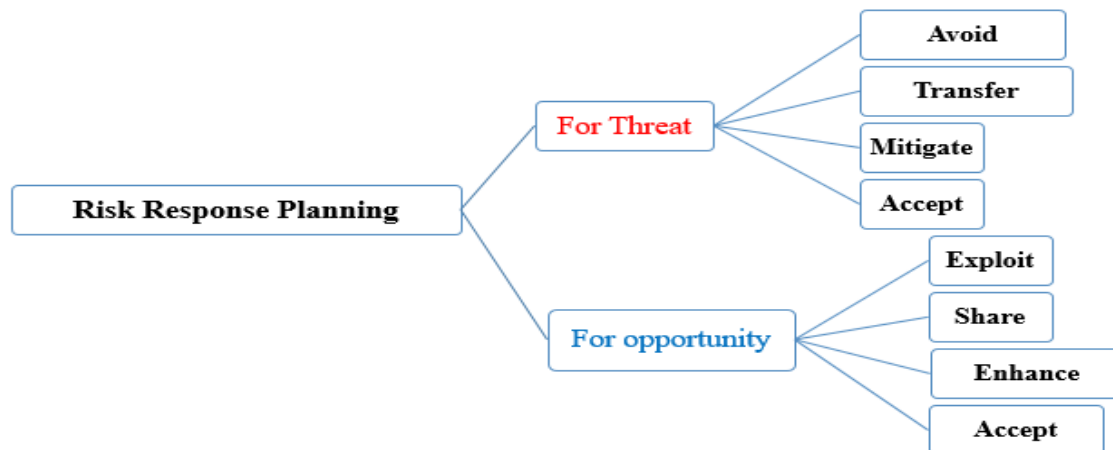 Risk Response Planning
For Threat
Avoid
Transfer
Mitigate
Accept
For opportunity
Exploit
Share
Enhance
Accept